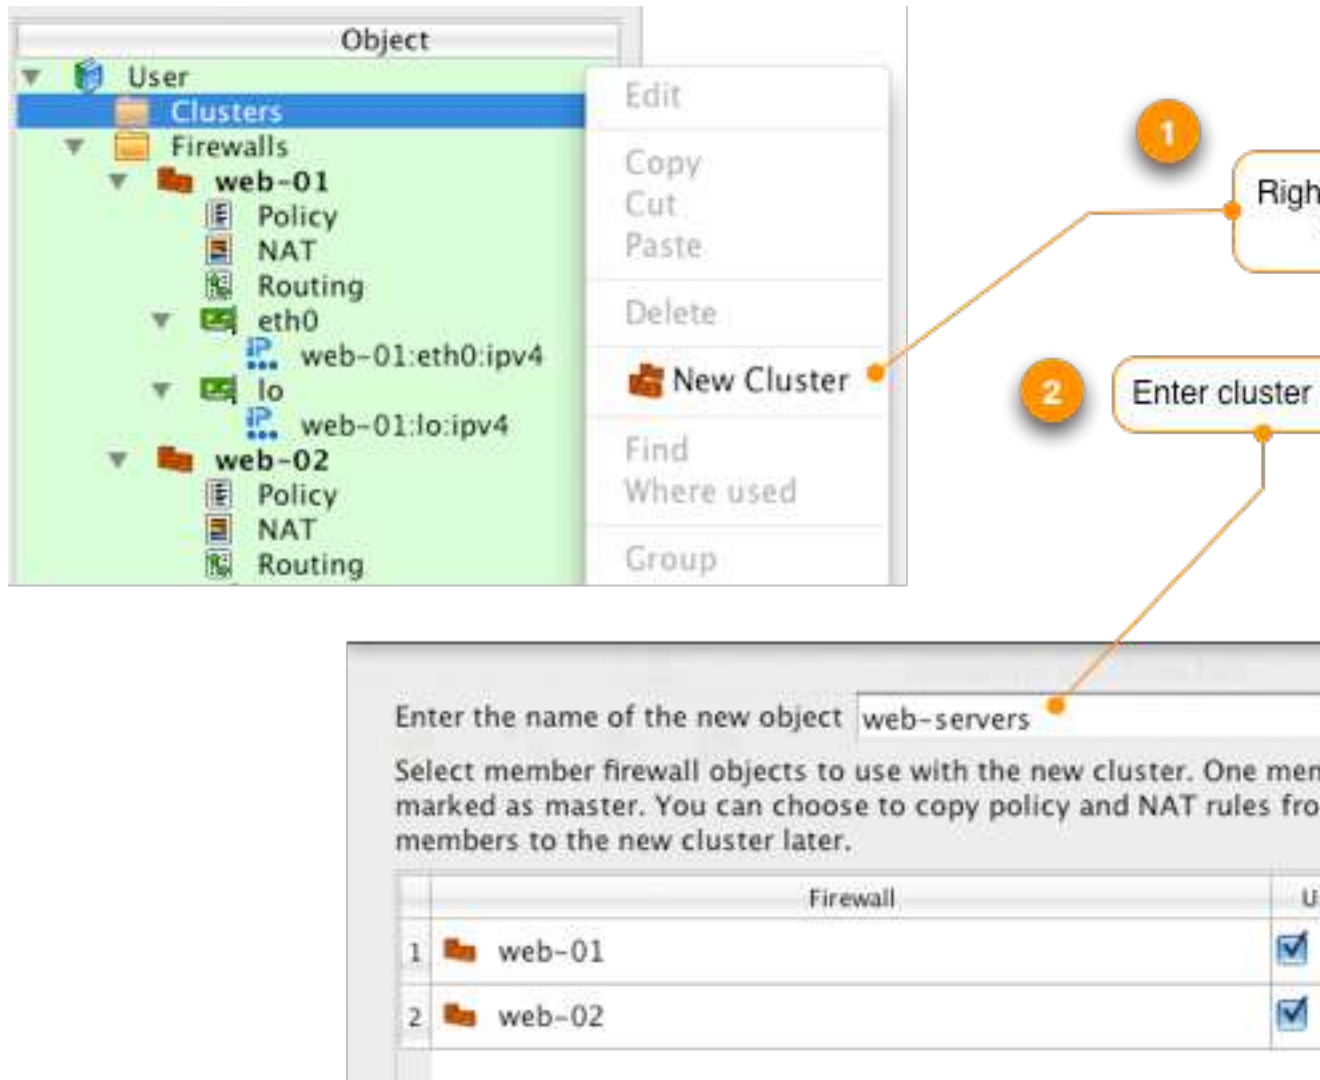 Object
User
Clusters
Firewalls
web-01
Policy
NAT
Routing
eth0
web-01:eth0:ipv4
lo
web-01:lo:ipv4
web-02
Policy
NAT
Routing
Edit
Copy
Cut
Paste
Delete
New Cluster
Find
Where used
Group
1
Righ
2
Enter cluster
Enter the name of the new object web-servers
Select member firewall objects to use with the new cluster. One mem
marked as master. You can choose to copy policy and NAT rules fro
members to the new cluster later.
Firewall U
1 web-01
2 web-02